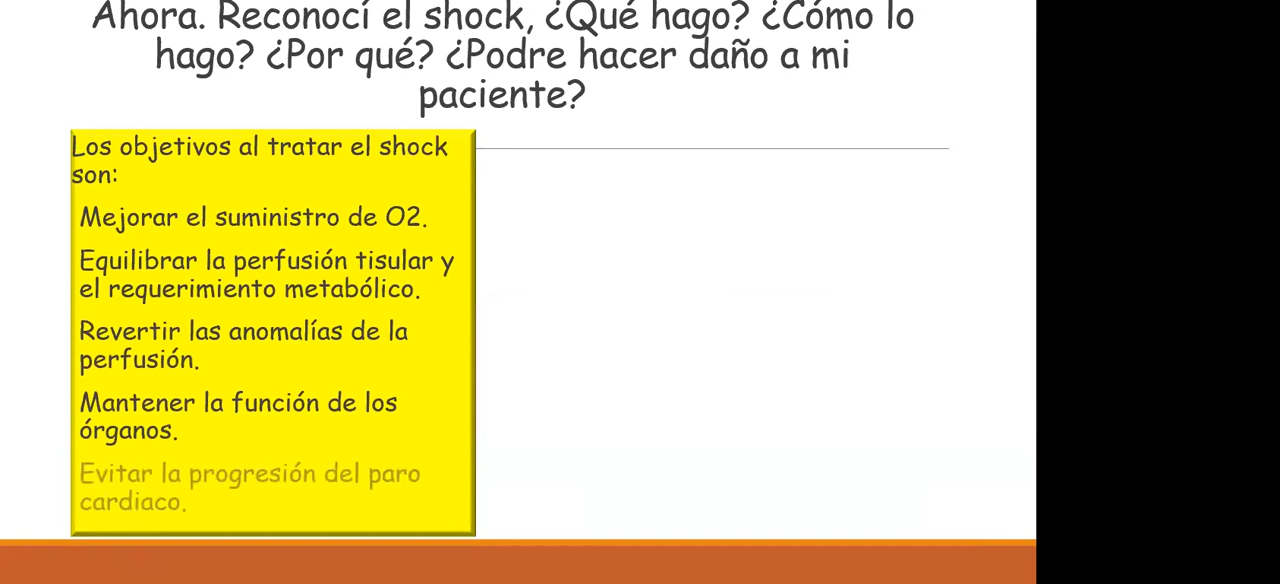 Ahora. Reconocí el shock, ¿Qué hago? ¿Cómo lo
hago? ¿Por qué? ¿Podre hacer daño a mi
paciente?
Los objetivos al tratar el shock
son:
Mejorar el suministro de O2.
Equilibrar la perfusión tisular y
el requerimiento metabólico.
Revertir las anomalías de la
perfusión.
Mantener la función de los
órganos.
Evitar la progresión del paro
cardiaco.